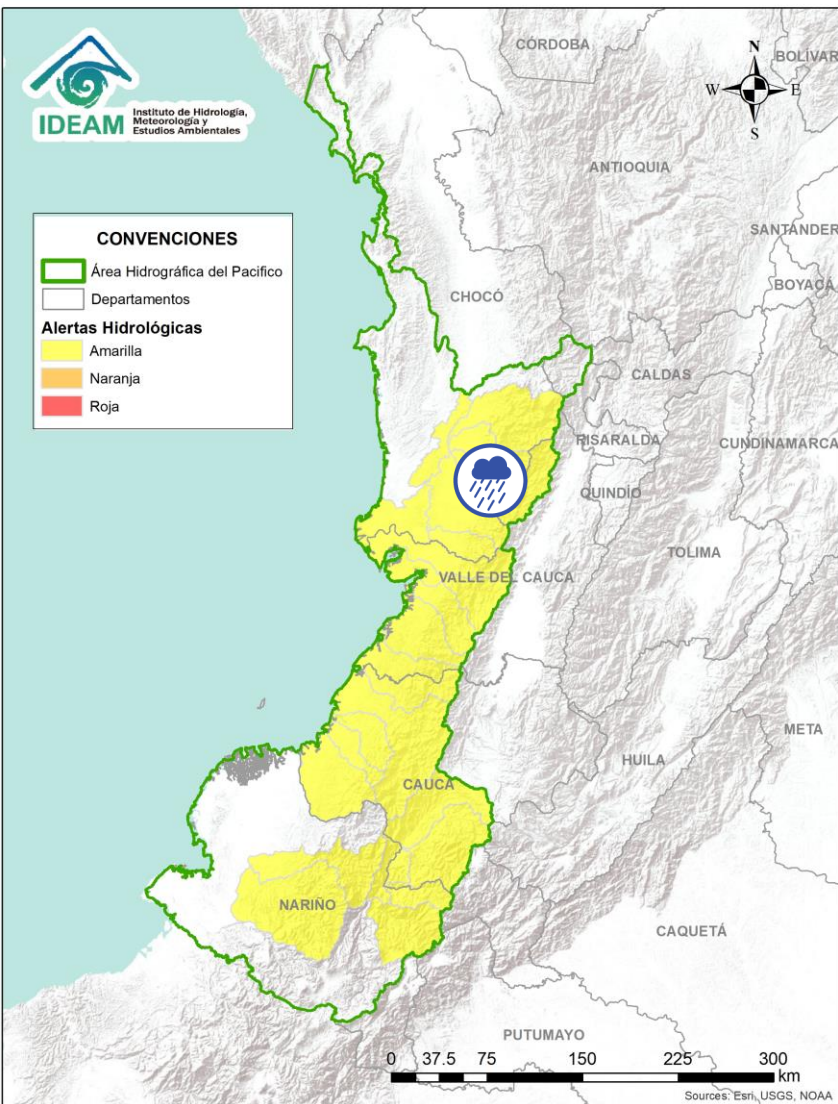 IDEAM
Instituto de Hidrología,
Meteorología y
Estudios Ambientales
CONVENCIONES
Área Hidrográfica del Pacifico
Departamentos
Alertas Hidrológicas
Amarilla
Naranja
Roja
N
W E
S
CÓRDOBA
BOLÍVAR
ANTIOQUIA
SANTANDER
BOYACÁ
CHOCÓ
CALDAS
RISARALDA
CUNDINAMARCA
QUINDÍO
TOLIMA
VALLE DEL CAUCA
META
HUILA
CAUCA
NARIÑO
CAQUETÁ
PUTUMAYO
0 37.5 75 150 225 300
km
Sources: Esri, USGS, NOAA